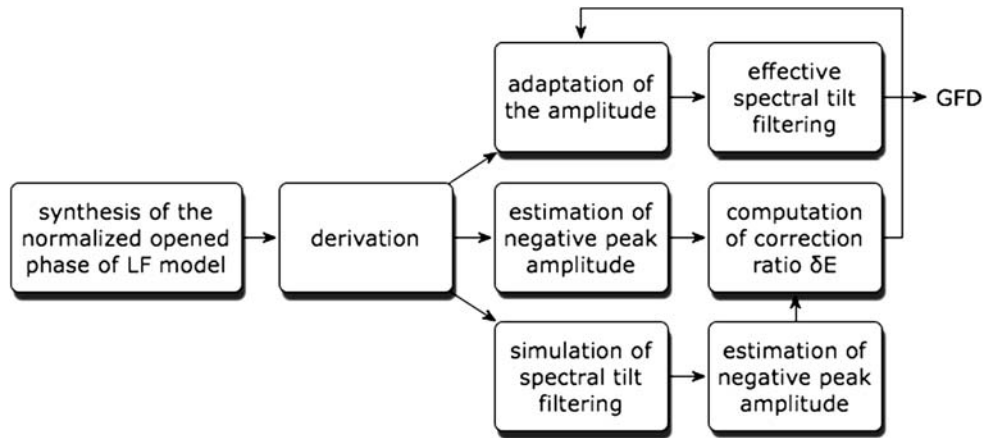 adaptation of
the amplitude
effective
spectral tilt
filtering
GFD
synthesis of the
normalized opened
phase of LF model
derivation
estimation of
negative peak
amplitude
computation
of correction
ratio δE
simulation of
spectral tilt
filtering
estimation of
negative peak
amplitude